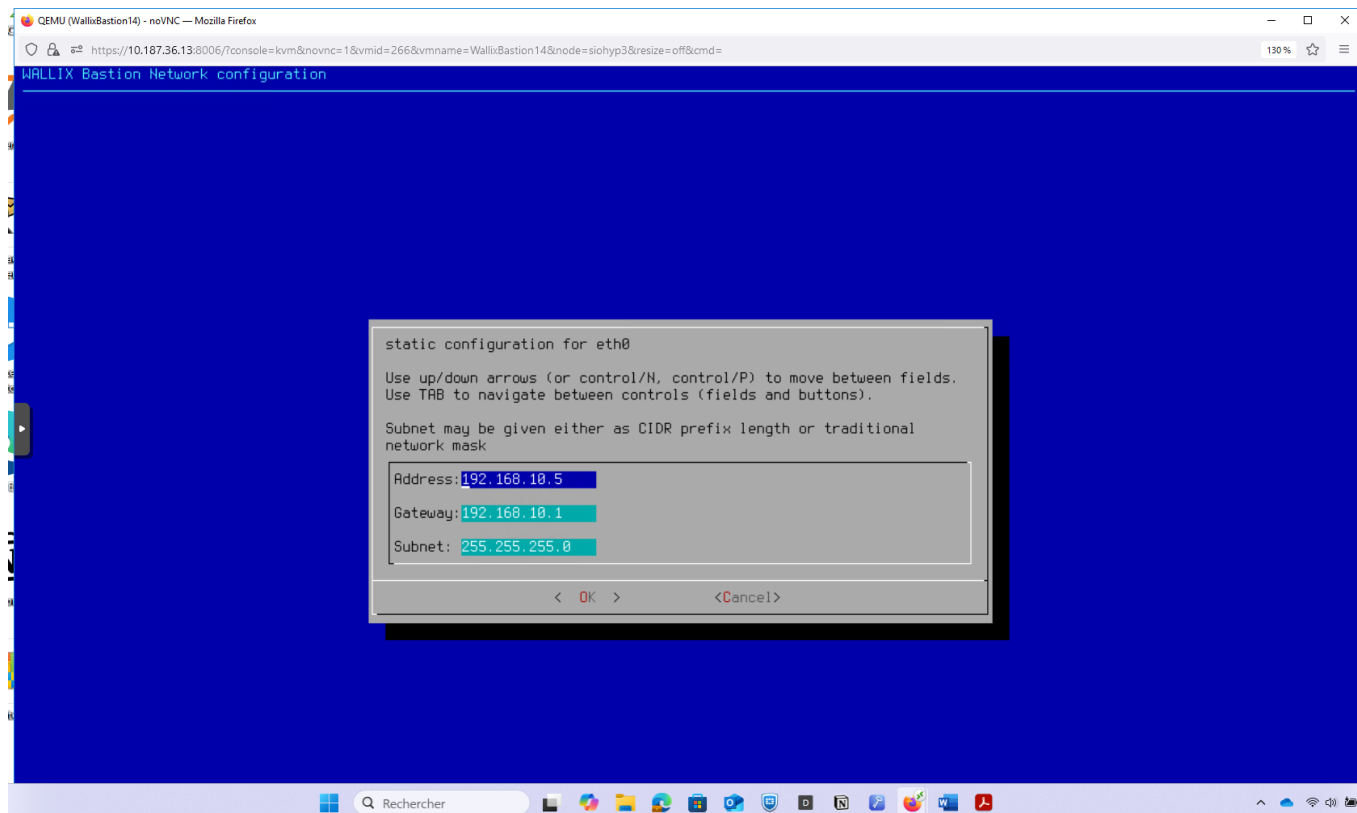 QEMU (WallixBastion14) - noVNC — Mozilla Firefox
https://10.187.36.13:8006/?console=kvm&novnc=1&vmid=266&vmname=WallixBastion14&node=siohyp3&resize=off&cmd=
130 %
WALLIX Bastion Network configuration
static configuration for eth0
Use up/down arrows (or control/N, control/P) to move between fields.
Use TAB to navigate between controls (fields and buttons).
Subnet may be given either as CIDR prefix length or traditional
network mask
Address:192.168.10.5
Gateway:192.168.10.1
Subnet: 255.255.255.0
< OK > <Cancel>
Rechercher